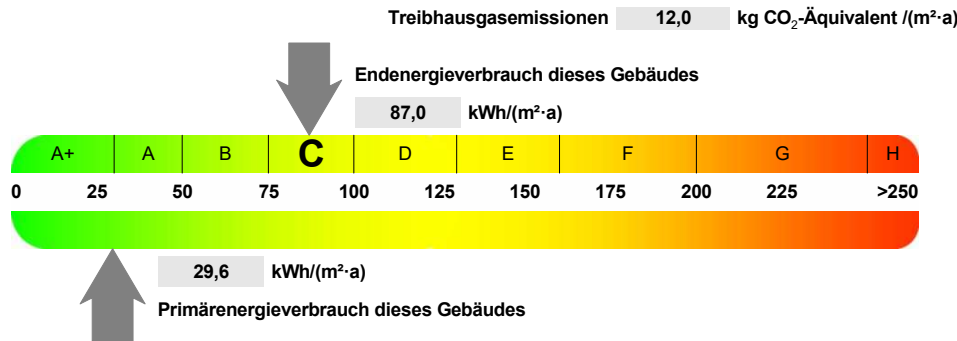 Treibhausgasemissionen 12,0 kg CO₂-Äquivalent /(m²·a)
Endenergieverbrauch dieses Gebäudes
87,0 kWh/(m²·a)
A+ A B C D E F G H
0 25 50 75 100 125 150 175 200 225 >250
29,6 kWh/(m²·a)
Primärenergieverbrauch dieses Gebäudes